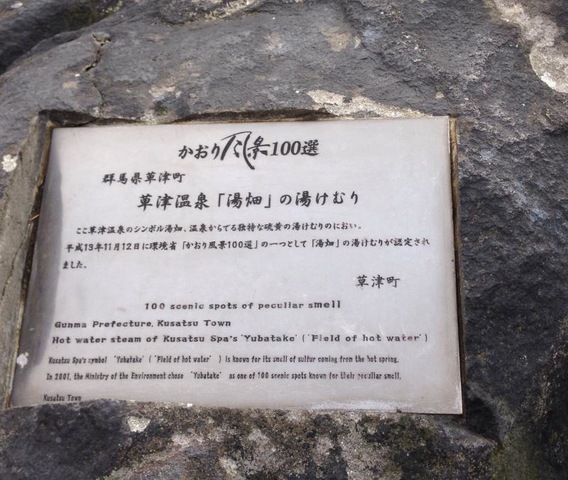 かおり風景100選
群馬県草津町
草津温泉「湯畑」の湯けむり
ここ草津温泉のシンボル湯畑、温泉からでる独特な硫黄の湯けむりのにおい。
平成13年11月12日に環境省「かおり風景100選」の一つとして「湯畑」の湯けむりが認定され
ました。
草津町
100 scenic spots of peculiar smell
Gunma Prefecture, Kusatsu Town
Hot water steam of Kusatsu Spa's "Yubatake" ( "Field of hot water" )
Kusatsu Spa's symbol "Yubatake" ( "Field of hot water" ) is known for its smell of sulfur coming from the hot spring.
In 2001, the Ministry of the Environment chose "Yubatake" as one of 100 scenic spots known for their peculiar smell.
Kusatsu Town